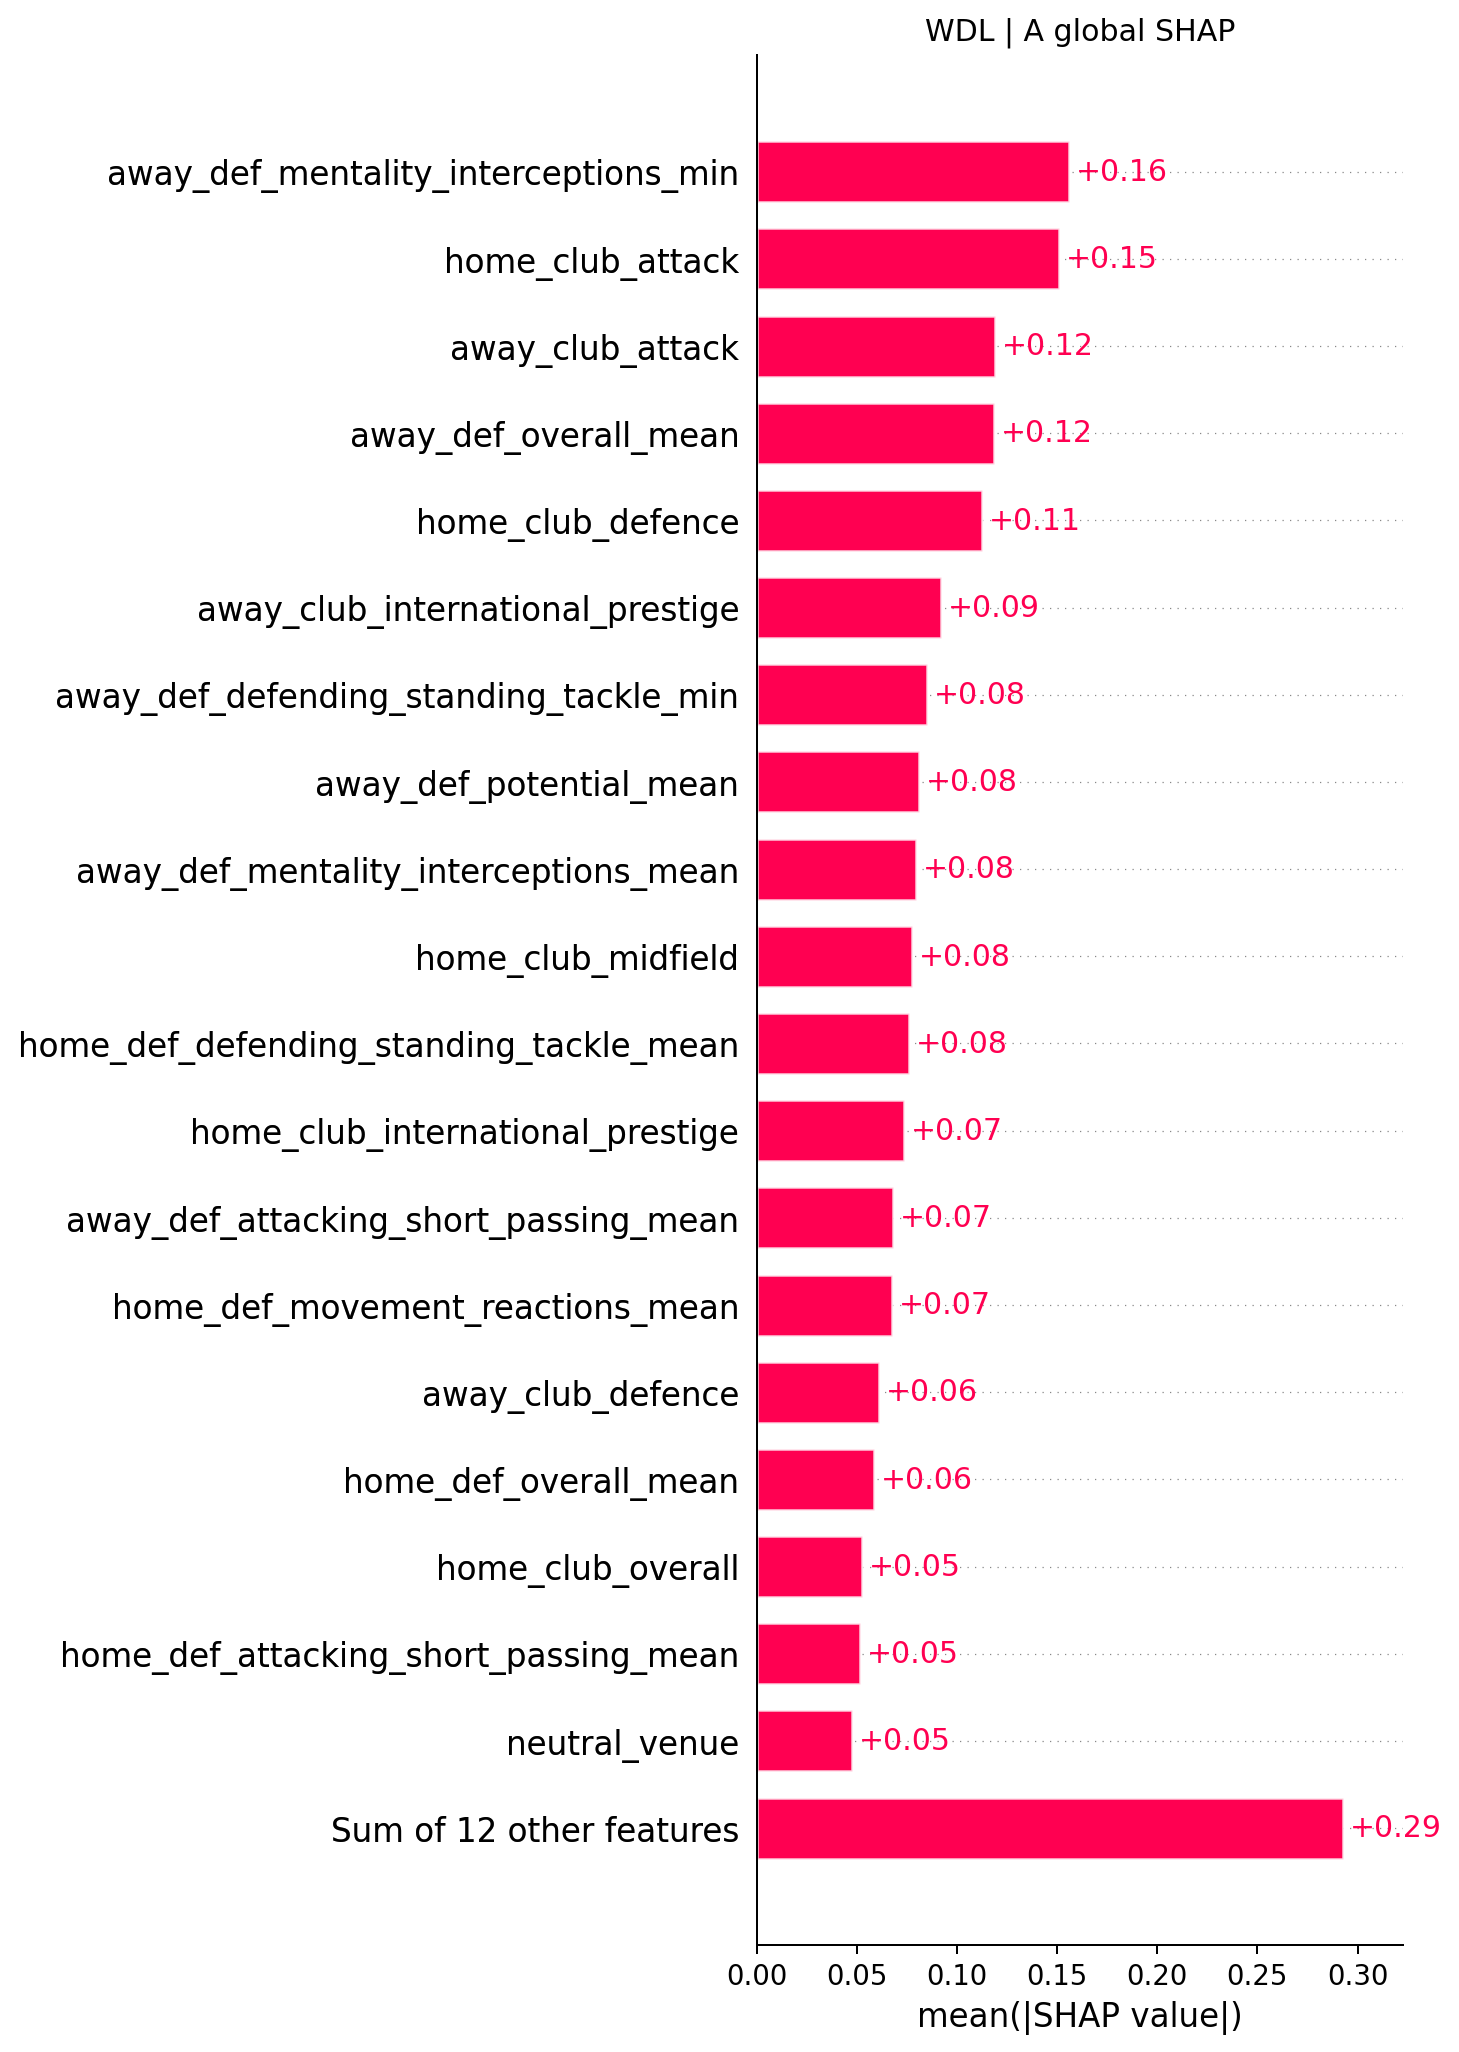 WDL | A global SHAP
away_def_mentality_interceptions_min +0.16
home_club_attack +0.15
away_club_attack +0.12
away_def_overall_mean +0.12
home_club_defence +0.11
away_club_international_prestige +0.09
away_def_defending_standing_tackle_min +0.08
away_def_potential_mean +0.08
away_def_mentality_interceptions_mean +0.08
home_club_midfield +0.08
home_def_defending_standing_tackle_mean +0.08
home_club_international_prestige +0.07
away_def_attacking_short_passing_mean +0.07
home_def_movement_reactions_mean +0.07
away_club_defence +0.06
home_def_overall_mean +0.06
home_club_overall +0.05
home_def_attacking_short_passing_mean +0.05
neutral_venue +0.05
Sum of 12 other features +0.29
0.00 0.05 0.10 0.15 0.20 0.25 0.30
mean(|SHAP value|)